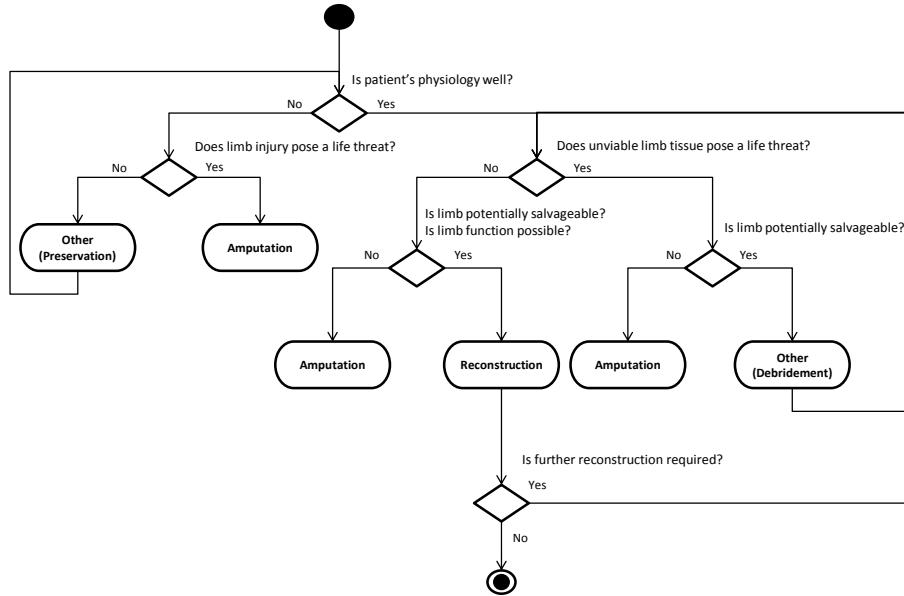 Is patient's physiology well?
No
Yes
Does limb injury pose a life threat?
Does unviable limb tissue pose a life threat?
No
Yes
No
Yes
Is limb potentially salvageable?
Is limb function possible?
Is limb potentially salvageable?
Other
(Preservation)
Amputation
No
Yes
No
Yes
Amputation
Reconstruction
Amputation
Other
(Debridement)
Is further reconstruction required?
Yes
No